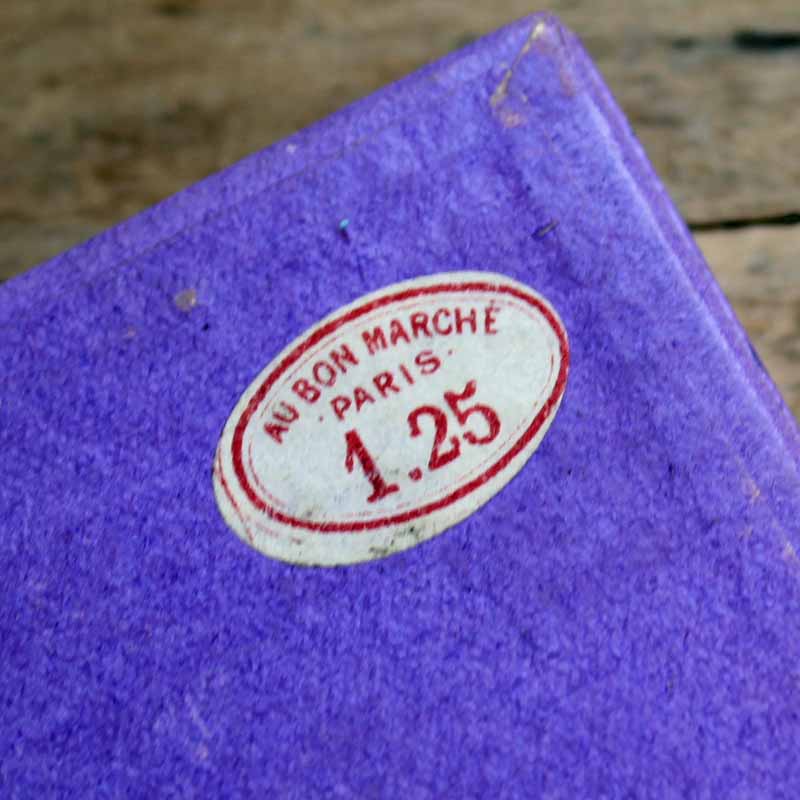 AU BON MARCHÉ
· PARIS ·
1.25